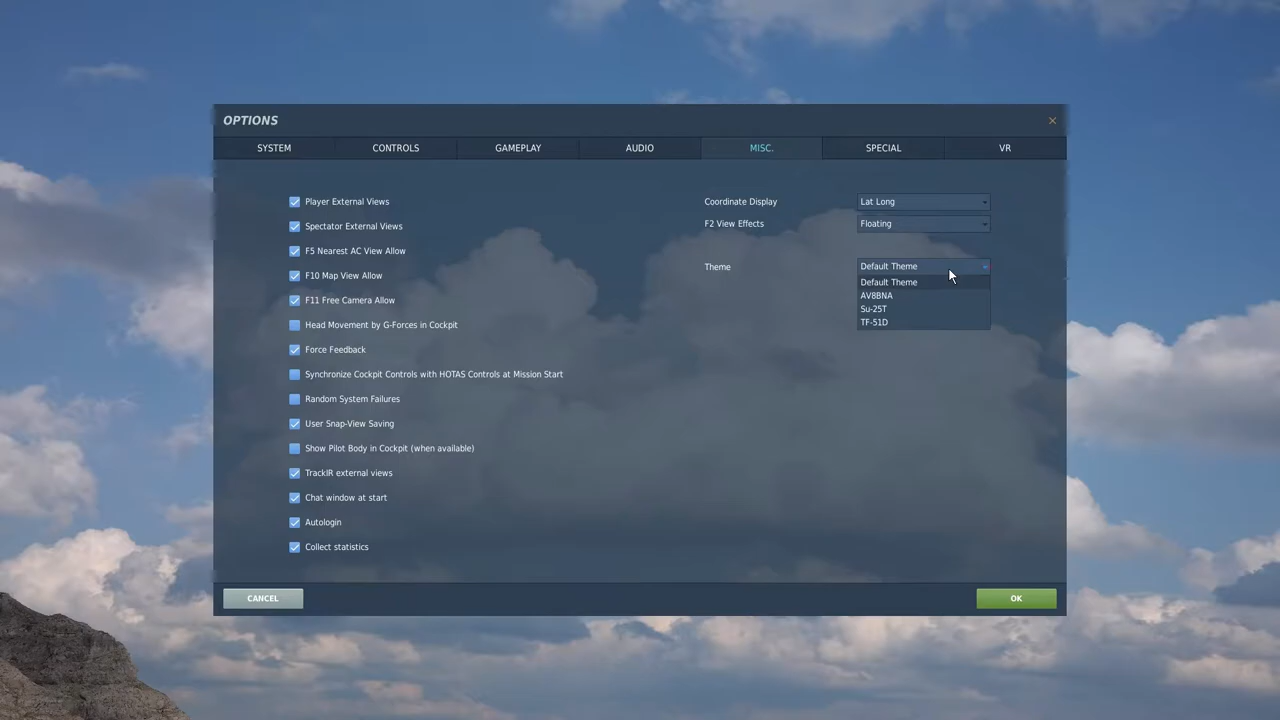 OPTIONS
SYSTEM CONTROLS GAMEPLAY AUDIO MISC. SPECIAL VR
Player External Views
Spectator External Views
F5 Nearest AC View Allow
F10 Map View Allow
F11 Free Camera Allow
Head Movement by G-Forces in Cockpit
Force Feedback
Synchronize Cockpit Controls with HOTAS Controls at Mission Start
Random System Failures
User Snap-View Saving
Show Pilot Body in Cockpit (when available)
TrackIR external views
Chat window at start
Autologin
Collect statistics
Coordinate Display Lat Long
F2 View Effects Floating
Theme Default Theme
Default Theme
AV8BNA
Su-25T
TF-51D
CANCEL OK